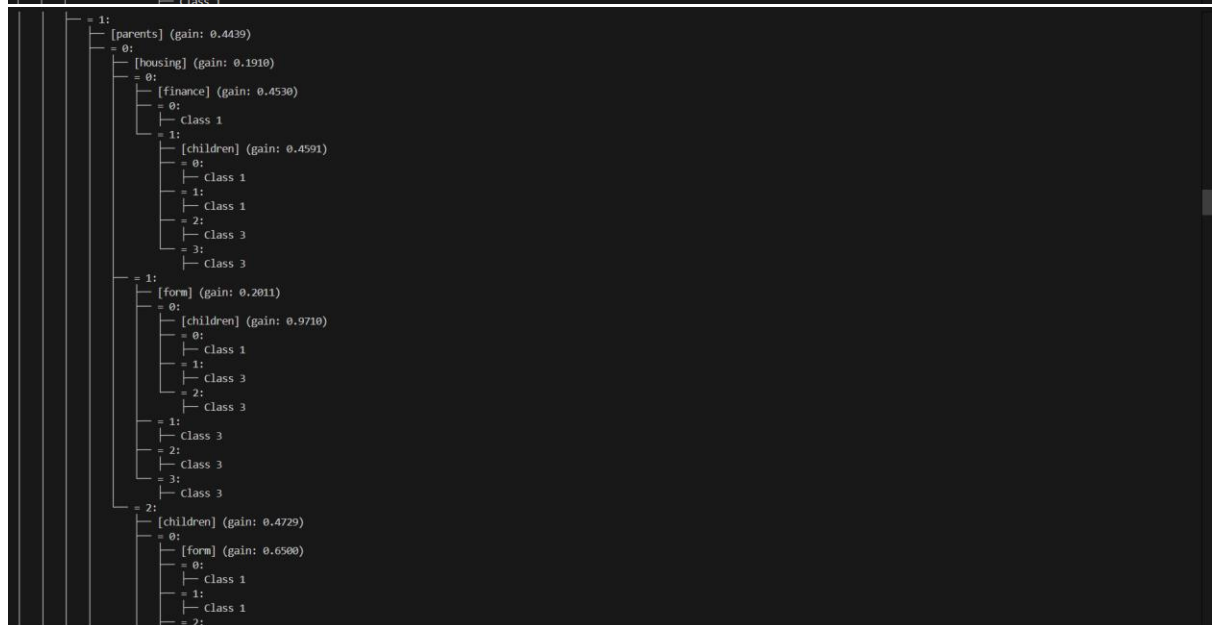 Class 1
= 1:
[parents] (gain: 0.4439)
= 0:
[housing] (gain: 0.1910)
= 0:
[finance] (gain: 0.4530)
= 0:
Class 1
= 1:
[children] (gain: 0.4591)
= 0:
Class 1
= 1:
Class 1
= 2:
Class 3
= 3:
Class 3
= 1:
[form] (gain: 0.2011)
= 0:
[children] (gain: 0.9710)
= 0:
Class 1
= 1:
Class 3
= 2:
Class 3
= 1:
Class 3
= 2:
Class 3
= 3:
Class 3
= 2:
[children] (gain: 0.4729)
= 0:
[form] (gain: 0.6500)
= 0:
Class 1
= 1:
Class 1
= 2: